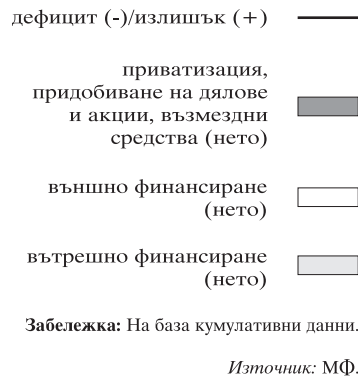 дефицит (-)/излишък (+)
приватизация,
придобиване на дялове
и акции, възмездни
средства (нето)
външно финансиране
(нето)
вътрешно финансиране
(нето)
Забележка: На база кумулативни данни.
Източник: МФ.